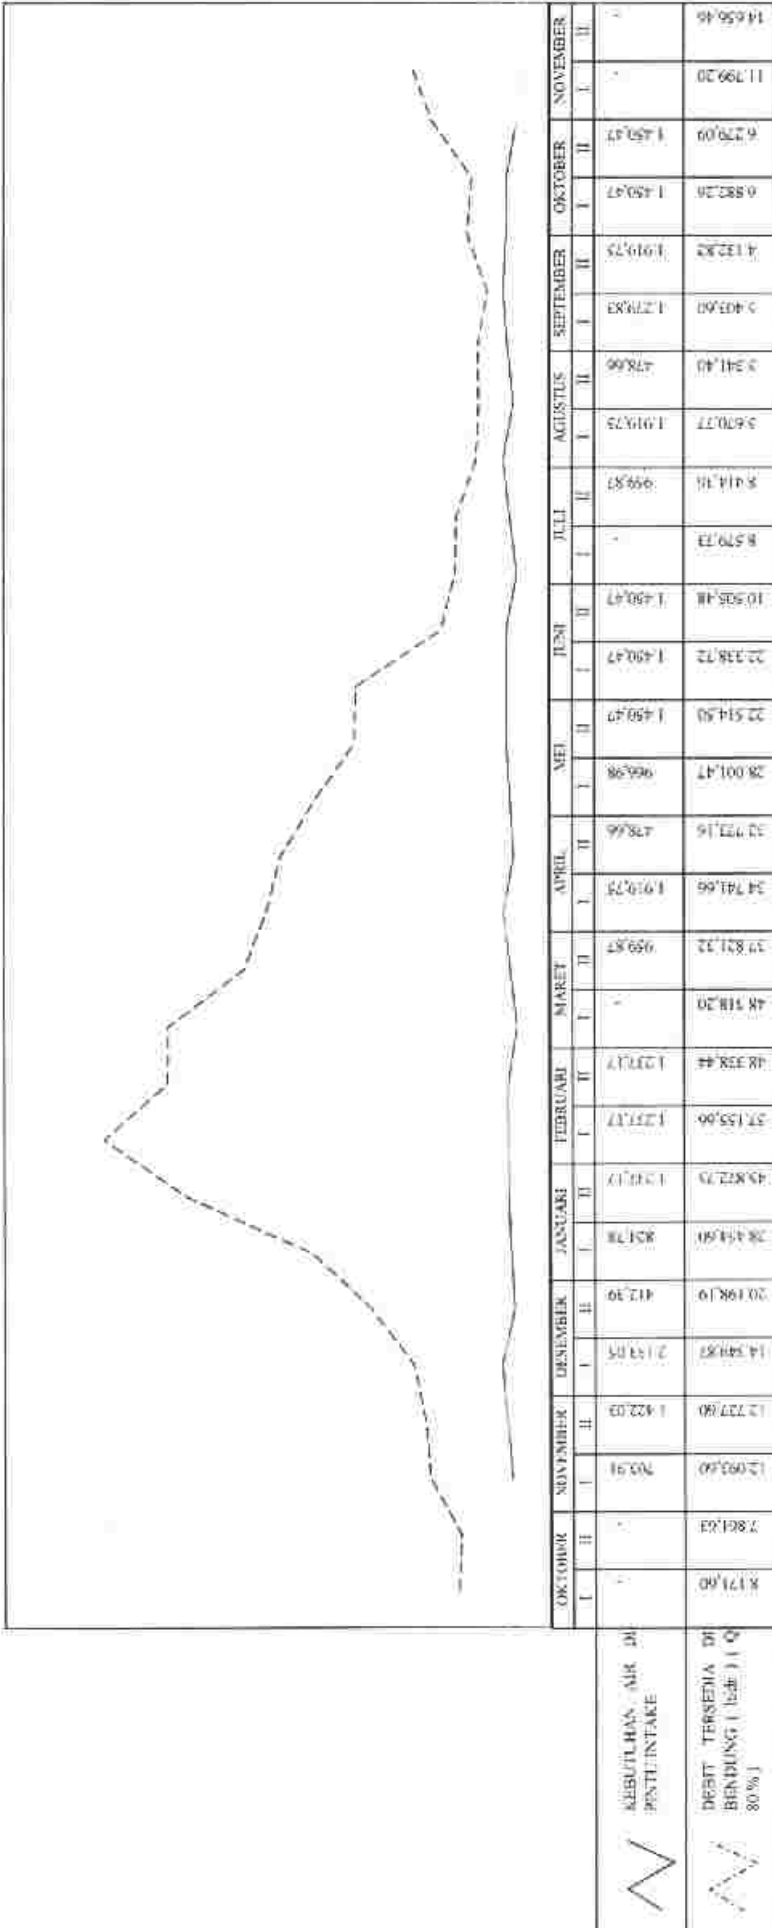 OKTOBER NOVEMBER DESEMBER JANUARI FEBRUARI MARET APRIL MEI JUNI JULI AGUSTUS SEPTEMBER OKTOBER NOVEMBER
I II I II I II I II I II I II I II I II I II I II I II I II I II I II
KEBUTUHAN AIR DI
PINTU INTAKE
- - 703,91 1.422,03 2.133,05 412,39 824,78 1.237,17 1.237,17 1.237,17 - 959,87 1.919,75 478,66 966,98 1.450,47 1.450,47 1.450,47 - 959,87 1.919,75 478,66 1.279,83 1.919,75 1.450,47 1.450,47 - -
DEBIT TERSEDIA DI
BENDUNG ( lt/dt ) ( Q
80 % )
8.171,60 7.861,63 12.093,60 12.727,60 14.349,87 20.198,19 28.454,60 45.872,75 57.155,66 48.338,44 48.318,20 37.821,32 34.741,66 32.773,16 28.001,47 22.514,50 22.338,72 10.505,48 8.579,73 8.414,16 5.670,77 5.341,40 5.403,60 4.132,82 6.882,26 6.279,09 11.799,20 14.656,46